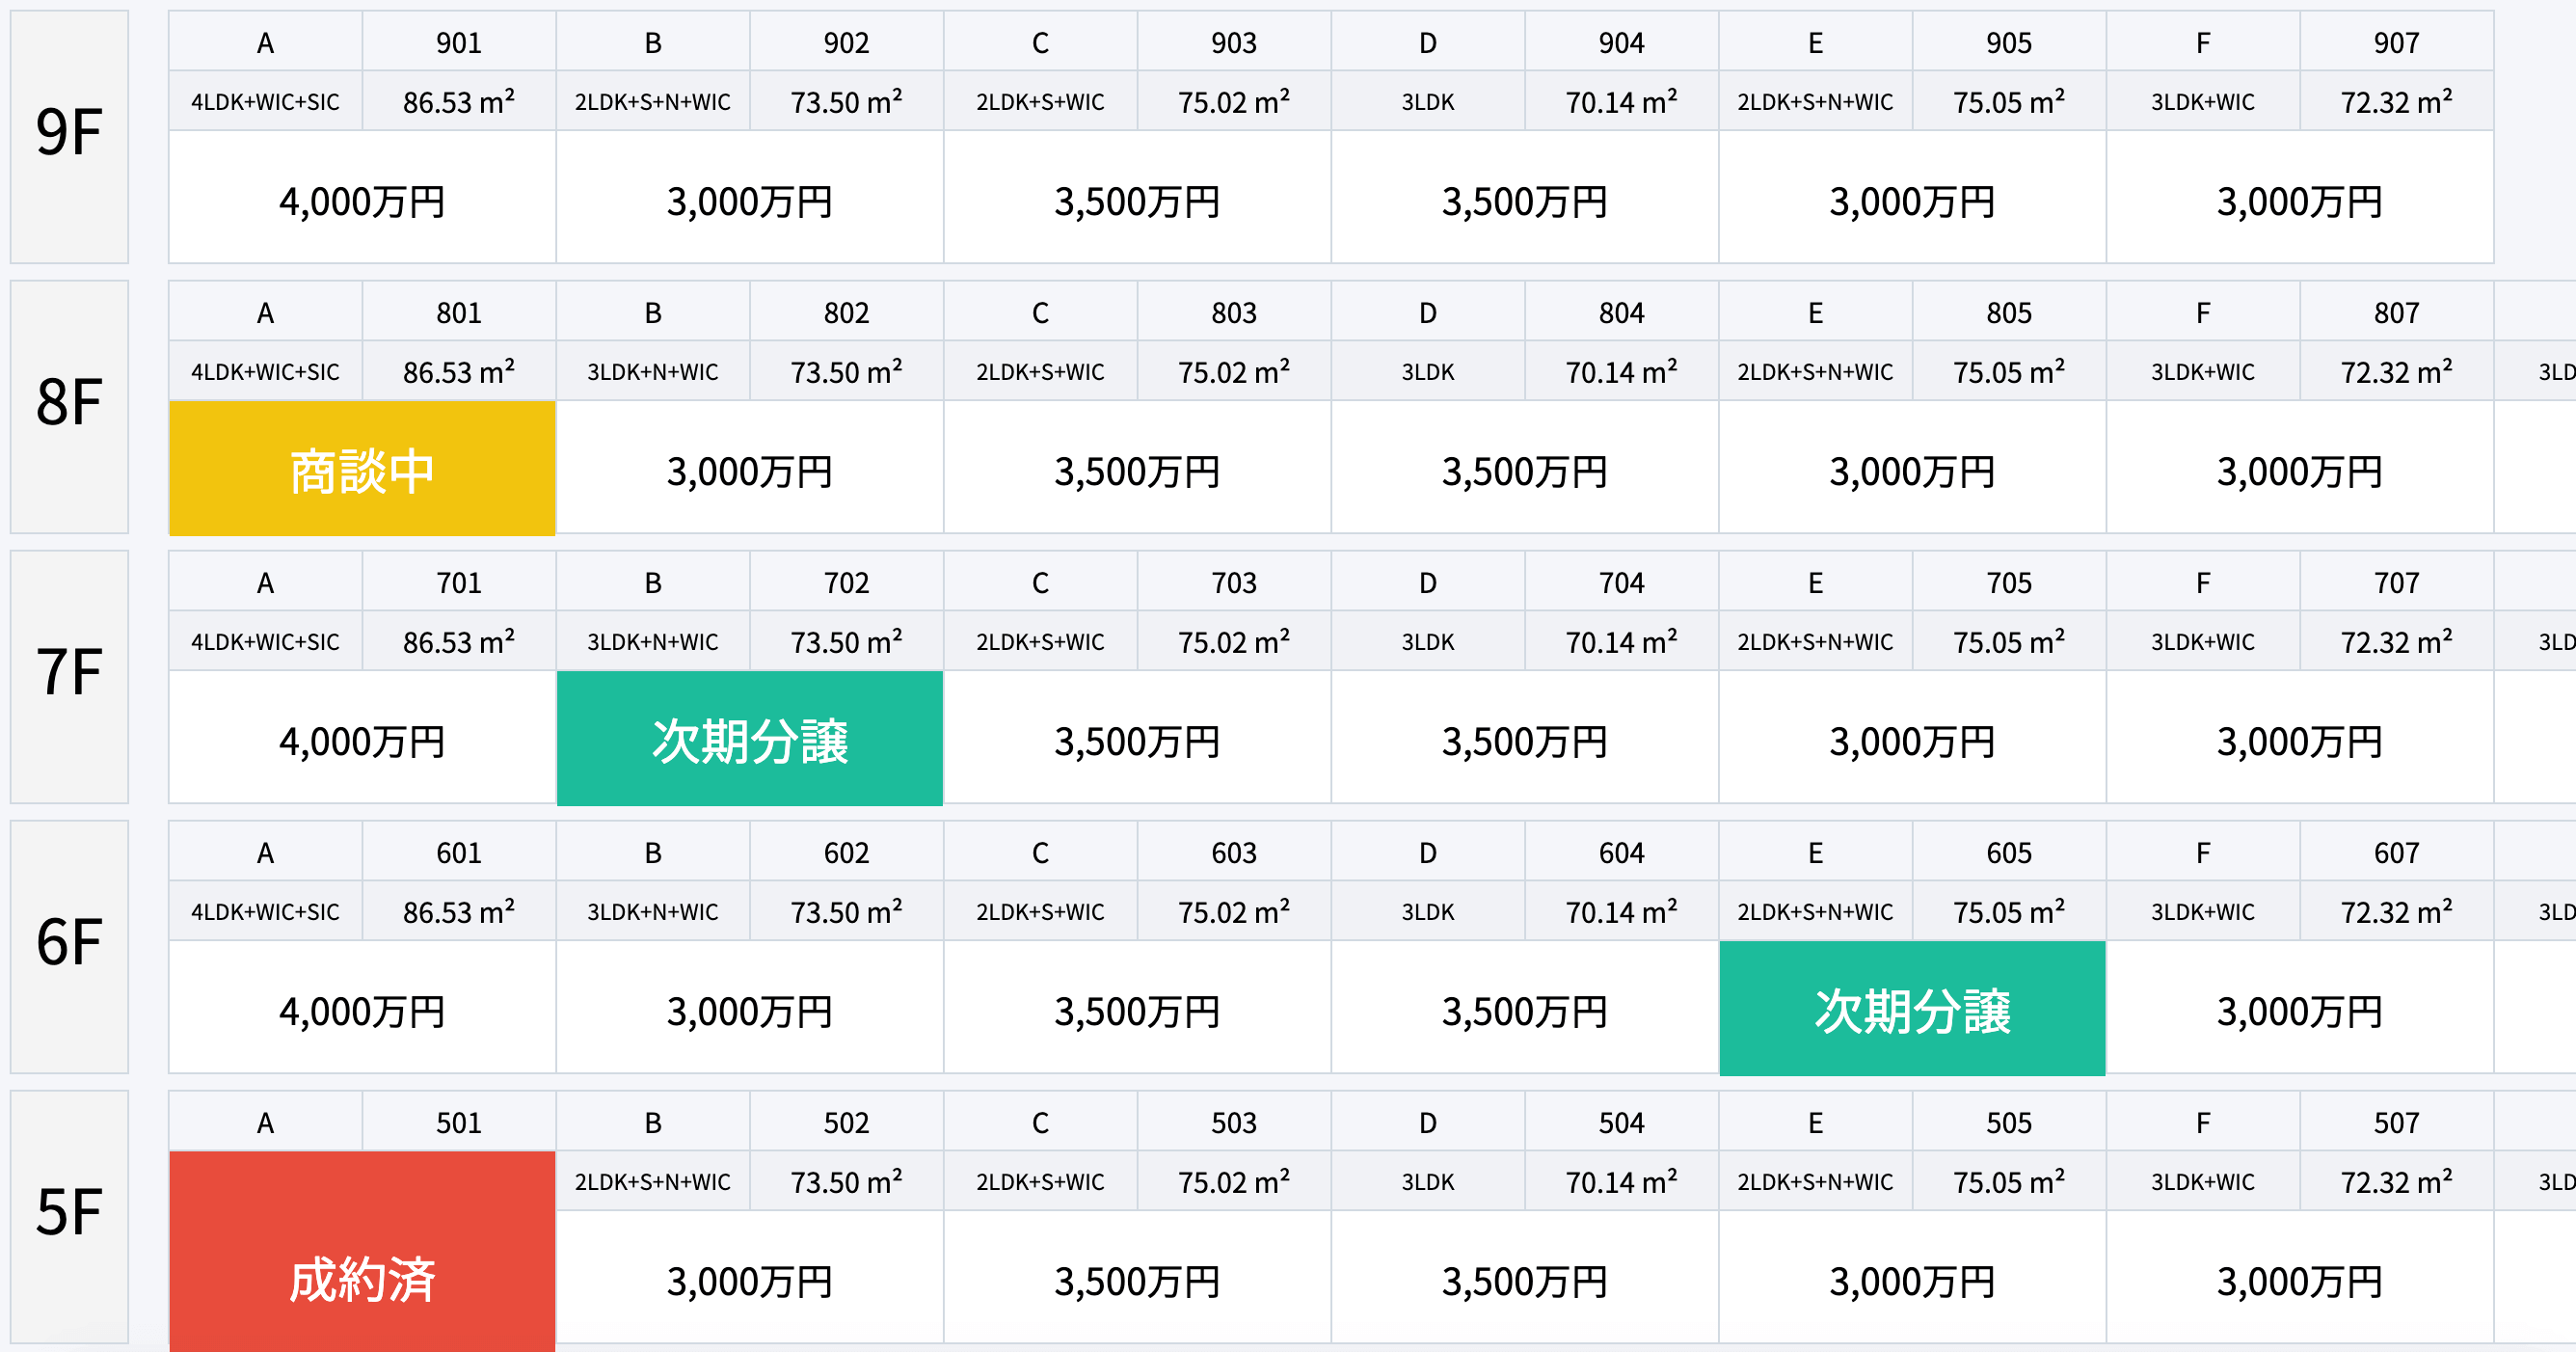 9F
A 901 B 902 C 903 D 904 E 905 F 907
4LDK+WIC+SIC 86.53 m² 2LDK+S+N+WIC 73.50 m² 2LDK+S+WIC 75.02 m² 3LDK 70.14 m² 2LDK+S+N+WIC 75.05 m² 3LDK+WIC 72.32 m²
4,000万円 3,000万円 3,500万円 3,500万円 3,000万円 3,000万円
8F
A 801 B 802 C 803 D 804 E 805 F 807
4LDK+WIC+SIC 86.53 m² 3LDK+N+WIC 73.50 m² 2LDK+S+WIC 75.02 m² 3LDK 70.14 m² 2LDK+S+N+WIC 75.05 m² 3LDK+WIC 72.32 m² 3LD
商談中 3,000万円 3,500万円 3,500万円 3,000万円 3,000万円
7F
A 701 B 702 C 703 D 704 E 705 F 707
4LDK+WIC+SIC 86.53 m² 3LDK+N+WIC 73.50 m² 2LDK+S+WIC 75.02 m² 3LDK 70.14 m² 2LDK+S+N+WIC 75.05 m² 3LDK+WIC 72.32 m² 3LD
4,000万円 次期分譲 3,500万円 3,500万円 3,000万円 3,000万円
6F
A 601 B 602 C 603 D 604 E 605 F 607
4LDK+WIC+SIC 86.53 m² 3LDK+N+WIC 73.50 m² 2LDK+S+WIC 75.02 m² 3LDK 70.14 m² 2LDK+S+N+WIC 75.05 m² 3LDK+WIC 72.32 m² 3LD
4,000万円 3,000万円 3,500万円 3,500万円 次期分譲 3,000万円
5F
A 501 B 502 C 503 D 504 E 505 F 507
2LDK+S+N+WIC 73.50 m² 2LDK+S+WIC 75.02 m² 3LDK 70.14 m² 2LDK+S+N+WIC 75.05 m² 3LDK+WIC 72.32 m² 3LD
成約済 3,000万円 3,500万円 3,500万円 3,000万円 3,000万円